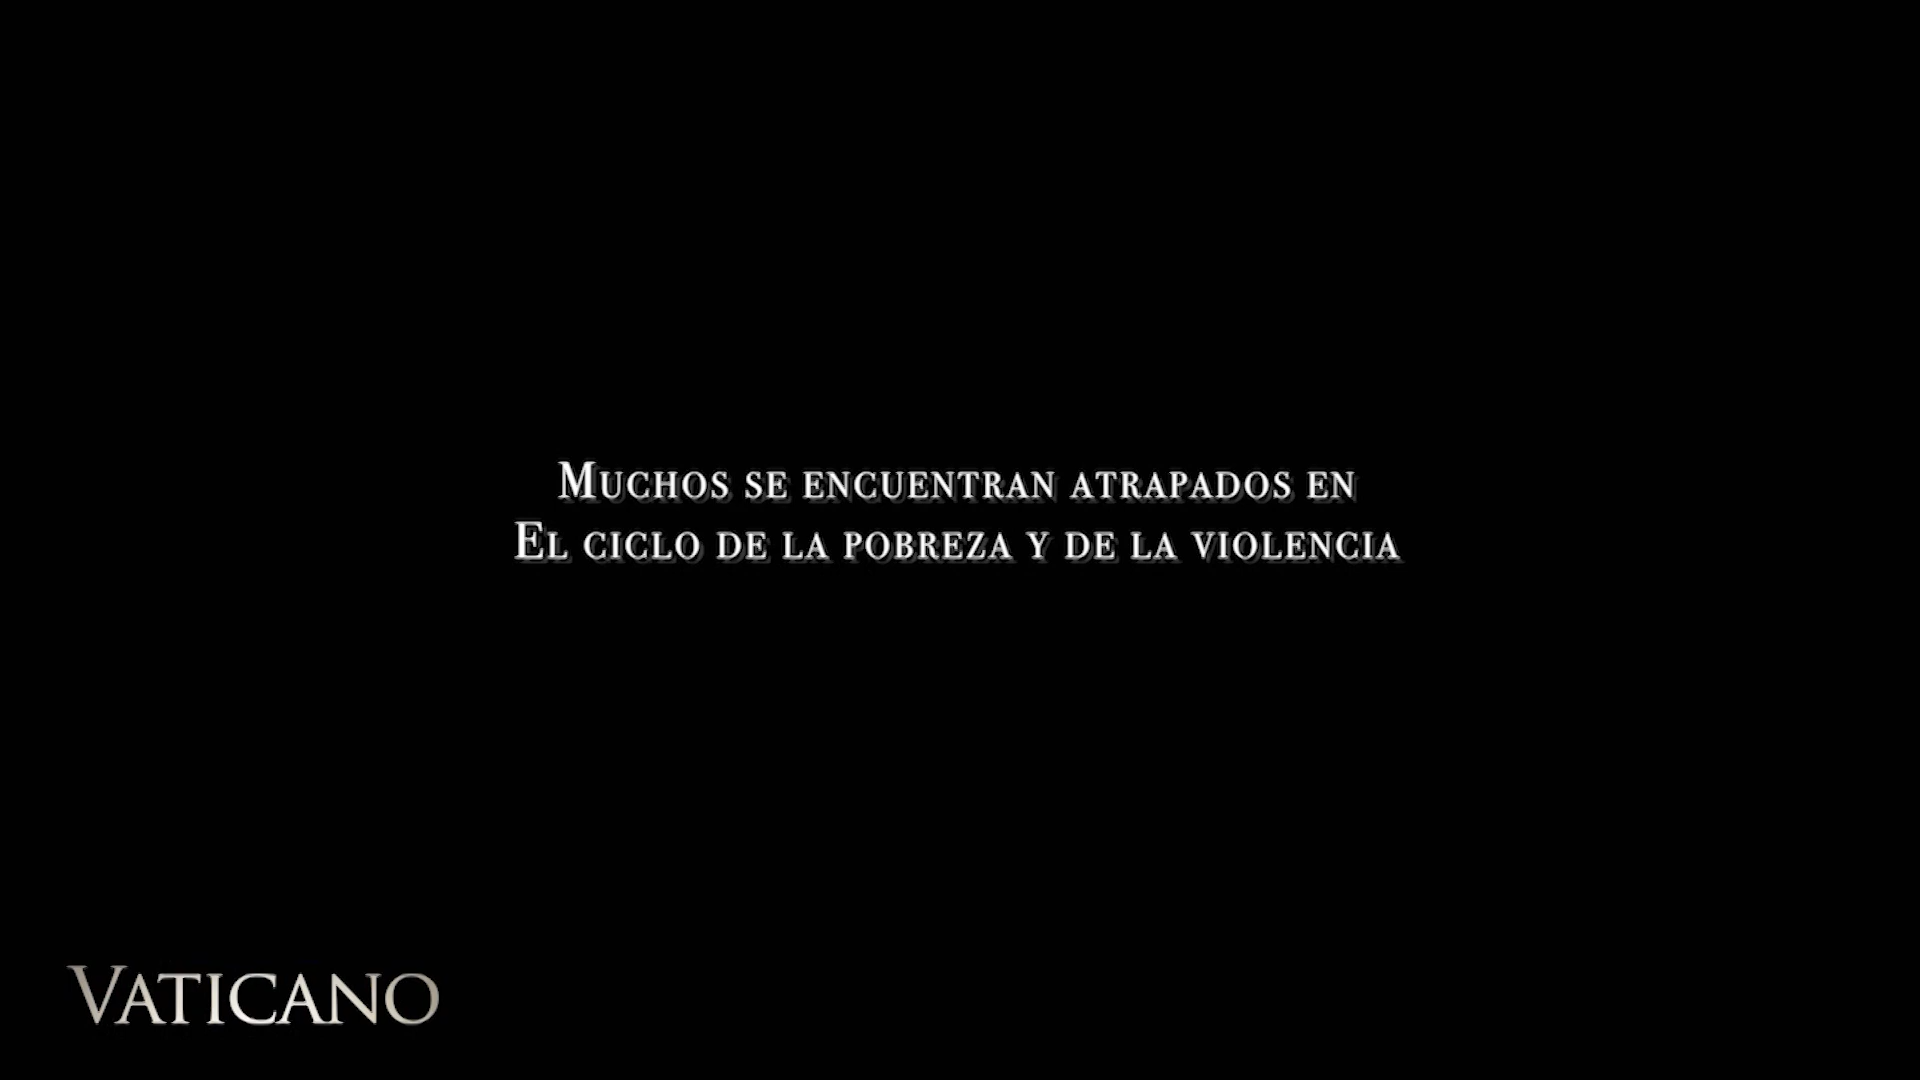 Muchos se encuentran atrapados en
El ciclo de la pobreza y de la violencia
Vaticano